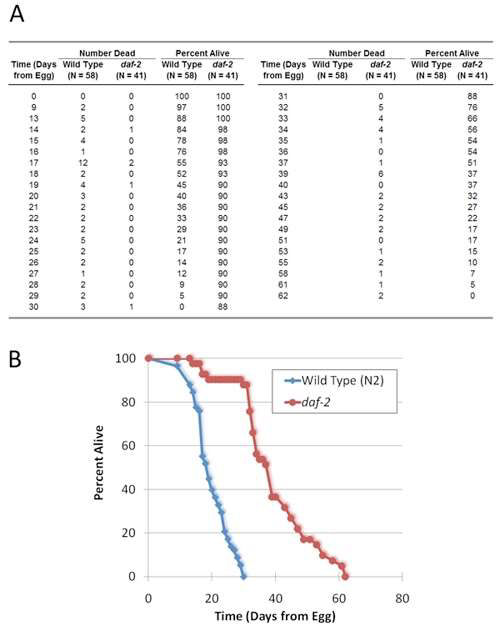 A
Number Dead Percent Alive Number Dead Percent Alive
Time (Days from Egg) Wild Type (N = 58) daf-2 (N = 41) Wild Type (N = 58) daf-2 (N = 41) Time (Days from Egg) Wild Type (N = 58) daf-2 (N = 41) Wild Type (N = 58) daf-2 (N = 41)
0 0 0 100 100 31 0 88
9 2 0 97 100 32 5 76
13 5 0 88 100 33 4 66
14 2 1 84 98 34 4 56
15 4 0 78 98 35 1 54
16 1 0 76 98 36 0 54
17 12 2 55 93 37 1 51
18 2 0 52 93 39 6 37
19 4 1 45 90 40 0 37
20 3 0 40 90 43 2 32
21 2 0 36 90 45 2 27
22 2 0 33 90 47 2 22
23 2 0 29 90 49 2 17
24 5 0 21 90 51 0 17
25 2 0 17 90 53 1 15
26 2 0 14 90 55 2 10
27 1 0 12 90 58 1 7
28 2 0 9 90 61 1 5
29 2 0 5 90 62 2 0
30 3 1 0 88
B
Percent Alive
100
80
60
40
20
0
Wild Type (N2)
daf-2
0 20 40 60 80
Time (Days from Egg)